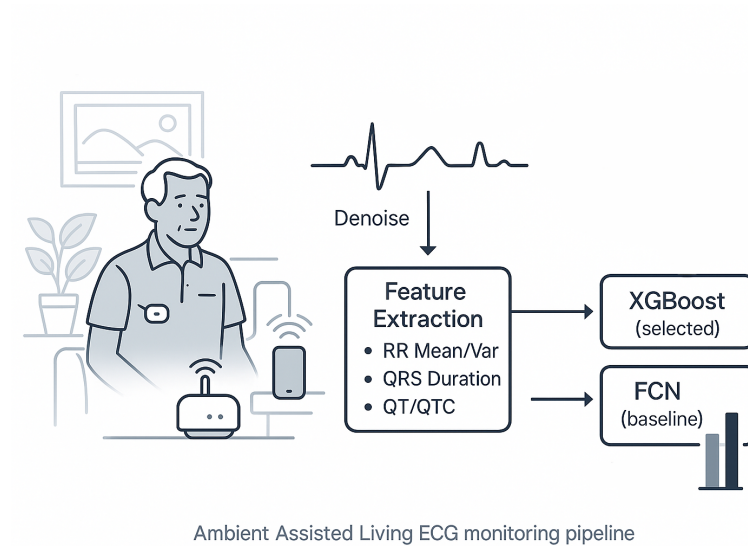 Denoise
Feature
Extraction
• RR Mean/Var
• QRS Duration
• QT/QTC
XGBoost
(selected)
FCN
(baseline)
Ambient Assisted Living ECG monitoring pipeline